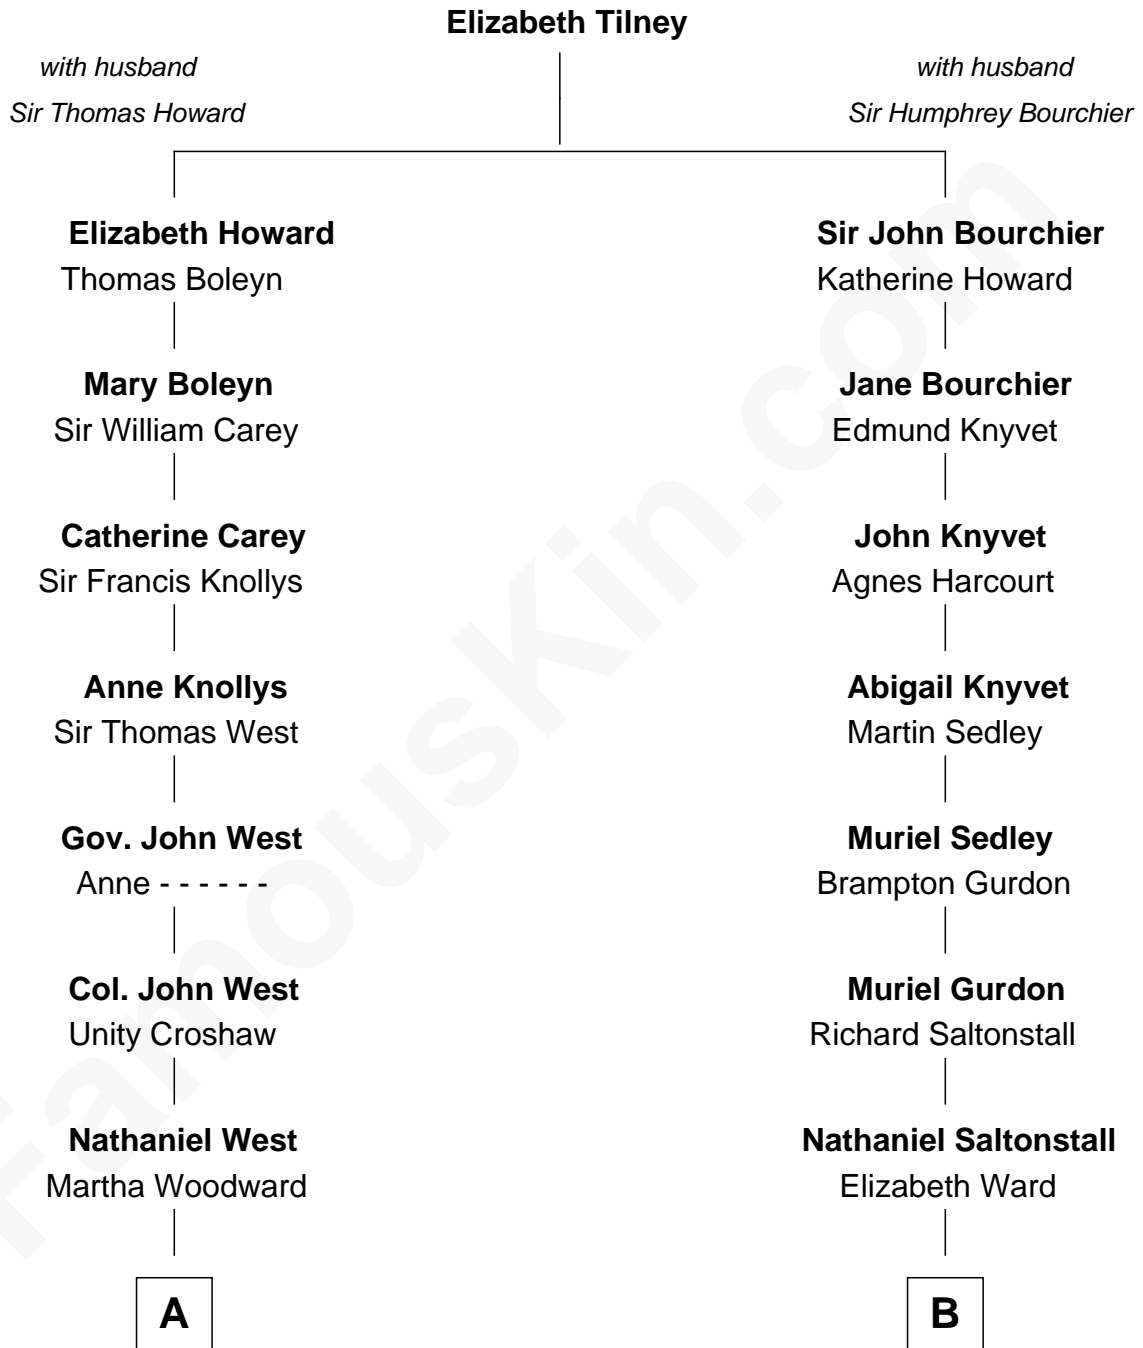 Elizabeth Tilney
with husband
Sir Thomas Howard
with husband
Sir Humphrey Bourchier
Elizabeth Howard
Thomas Boleyn
Sir John Bourchier
Katherine Howard
Mary Boleyn
Sir William Carey
Jane Bourchier
Edmund Knyvet
Catherine Carey
Sir Francis Knollys
John Knyvet
Agnes Harcourt
Anne Knollys
Sir Thomas West
Abigail Knyvet
Martin Sedley
Gov. John West
Anne - - - - - -
Muriel Sedley
Brampton Gurdon
Col. John West
Unity Croshaw
Muriel Gurdon
Richard Saltonstall
Nathaniel West
Martha Woodward
Nathaniel Saltonstall
Elizabeth Ward
A
B
FamousKin.com